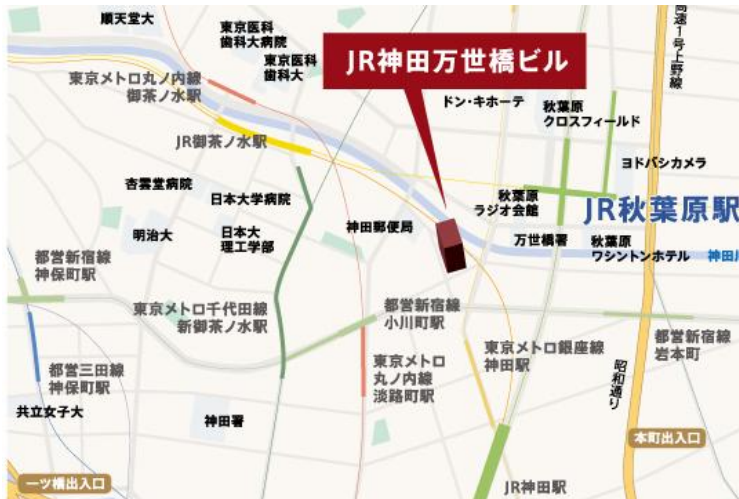 順天堂大
東京医科
歯科大病院
東京医科
歯科大
JR神田万世橋ビル
高速1号上野線
東京メトロ丸ノ内線
御茶ノ水駅
ドン・キホーテ
秋葉原
クロスフィールド
JR御茶ノ水駅
ヨドバシカメラ
杏雲堂病院
日本大学病院
秋葉原
ラジオ会館
JR秋葉原駅
明治大
日本大
理工学部
神田郵便局
万世橋署
秋葉原
ワシントンホテル
神田川
都営新宿線
神保町駅
東京メトロ千代田線
新御茶ノ水駅
都営新宿線
小川町駅
都営新宿線
岩本町
東京メトロ銀座線
神田駅
東京メトロ
丸ノ内線
淡路町駅
都営三田線
神保町駅
昭和通り
共立女子大
神田署
本町出入口
一ツ橋出入口
JR神田駅